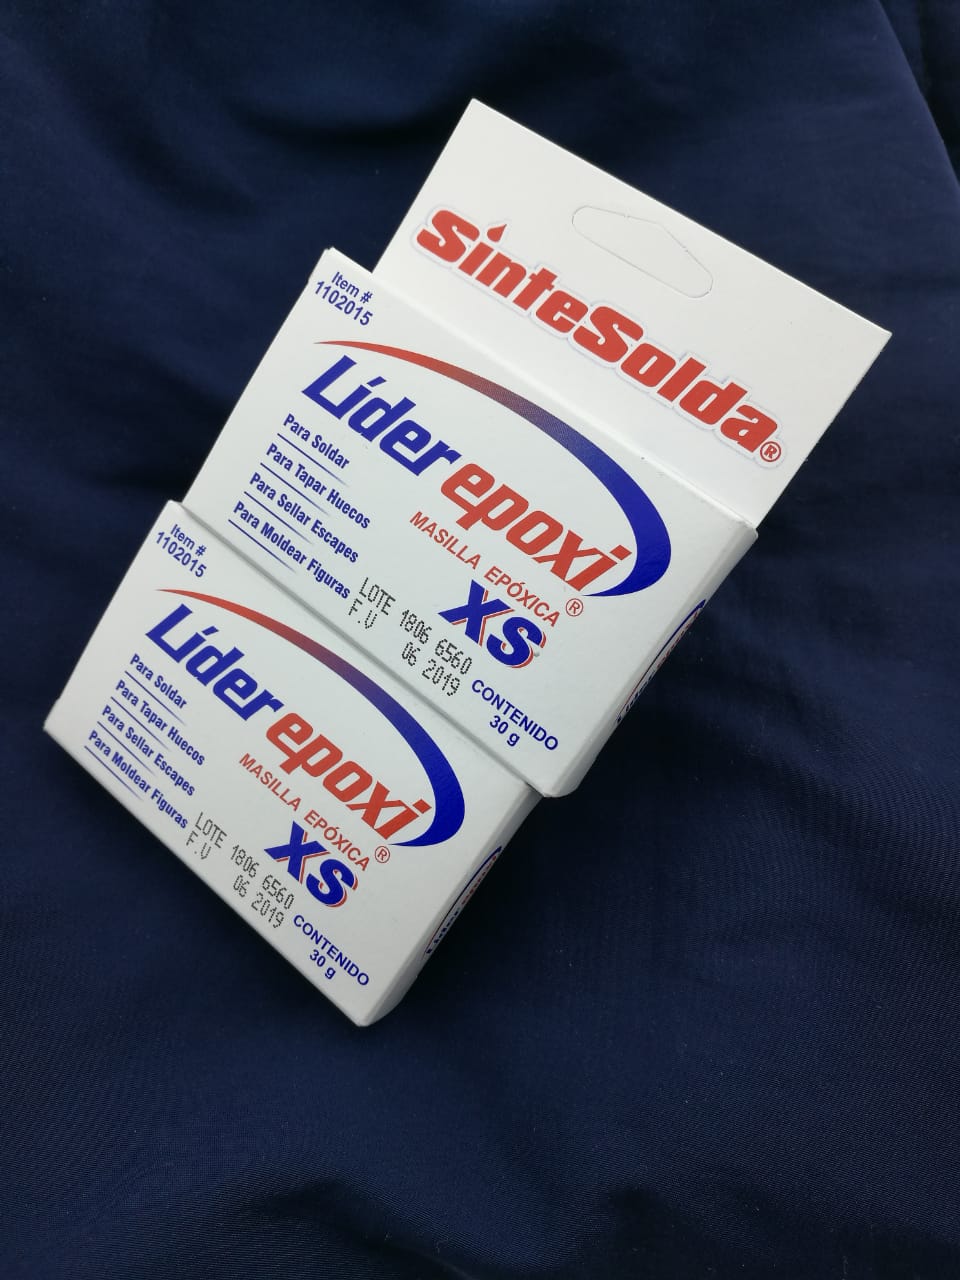 SinteSolda®
Item #
1102015
Líder epoxi®
MASILLA EPÓXICA
XS
Para Soldar
Para Tapar Huecos
Para Sellar Escapes
Para Moldear Figuras
LOTE 1806 6560
F.V 06 2019
CONTENIDO
30 g
Item #
1102015
Líder epoxi®
MASILLA EPÓXICA
XS
Para Soldar
Para Tapar Huecos
Para Sellar Escapes
Para Moldear Figuras
LOTE 1806 6560
F.V 06 2019
CONTENIDO
30 g